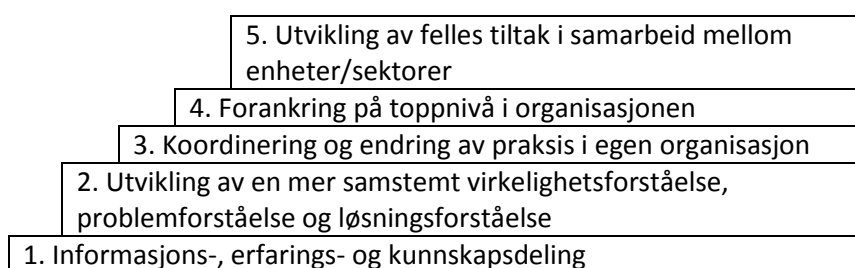 5. Utvikling av felles tiltak i samarbeid mellom
enheter/sektorer
4. Forankring på toppnivå i organisasjonen
3. Koordinering og endring av praksis i egen organisasjon
2. Utvikling av en mer samstemt virkelighetsforståelse,
problemforståelse og løsningsforståelse
1. Informasjons-, erfarings- og kunnskapsdeling